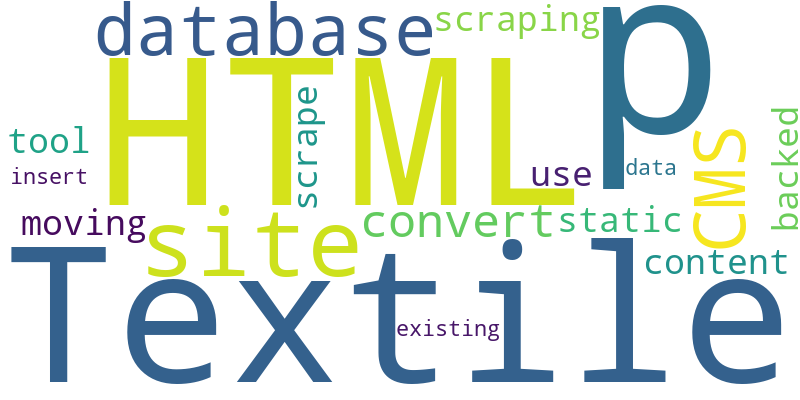 database
scraping
p
HTML
tool
scrape
CMS
backed
insert
use
data
moving
site
convert
static
content
Textile
existing